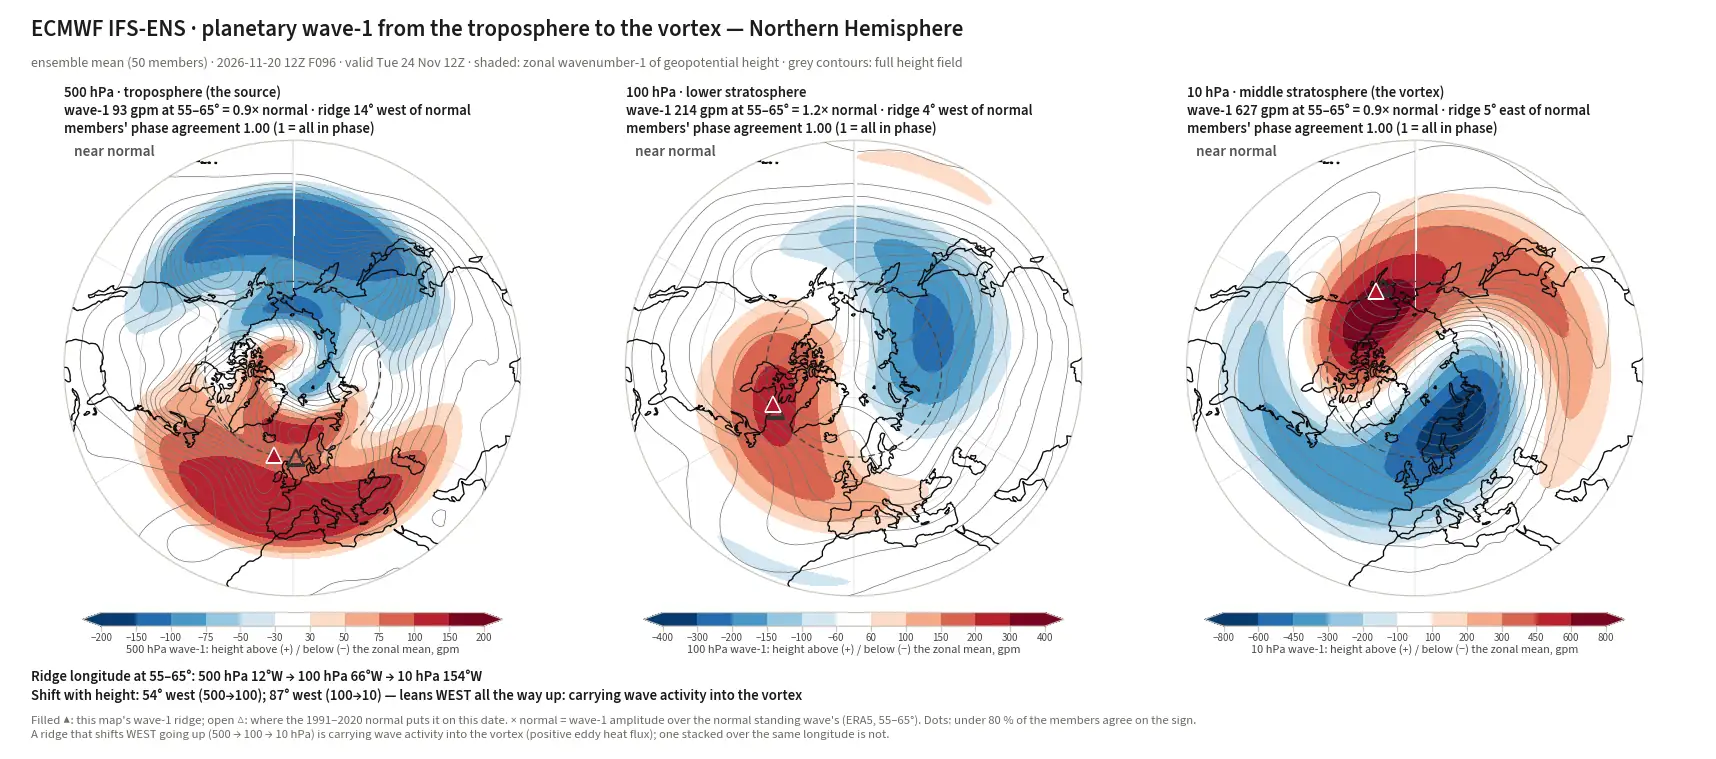 ECMWF IFS-ENS · planetary wave-1 from the troposphere to the vortex — Northern Hemisphere
ensemble mean (50 members) · 2026-11-20 12Z F096 · valid Tue 24 Nov 12Z · shaded: zonal wavenumber-1 of geopotential height · grey contours: full height field
500 hPa · troposphere (the source)
wave-1 93 gpm at 55–65° = 0.9× normal · ridge 14° west of normal
members' phase agreement 1.00 (1 = all in phase)
near normal
100 hPa · lower stratosphere
wave-1 214 gpm at 55–65° = 1.2× normal · ridge 4° west of normal
members' phase agreement 1.00 (1 = all in phase)
near normal
10 hPa · middle stratosphere (the vortex)
wave-1 627 gpm at 55–65° = 0.9× normal · ridge 5° east of normal
members' phase agreement 1.00 (1 = all in phase)
near normal
−200 −150 −100 −75 −50 −30 30 50 75 100 150 200
500 hPa wave-1: height above (+) / below (−) the zonal mean, gpm
−400 −300 −200 −150 −100 −60 60 100 150 200 300 400
100 hPa wave-1: height above (+) / below (−) the zonal mean, gpm
−800 −600 −450 −300 −200 −100 100 200 300 450 600 800
10 hPa wave-1: height above (+) / below (−) the zonal mean, gpm
Ridge longitude at 55–65°: 500 hPa 12°W → 100 hPa 66°W → 10 hPa 154°W
Shift with height: 54° west (500→100); 87° west (100→10) — leans WEST all the way up: carrying wave activity into the vortex
Filled ▲: this map's wave-1 ridge; open △: where the 1991–2020 normal puts it on this date. × normal = wave-1 amplitude over the normal standing wave's (ERA5, 55–65°). Dots: under 80 % of the members agree on the sign.
A ridge that shifts WEST going up (500 → 100 → 10 hPa) is carrying wave activity into the vortex (positive eddy heat flux); one stacked over the same longitude is not.